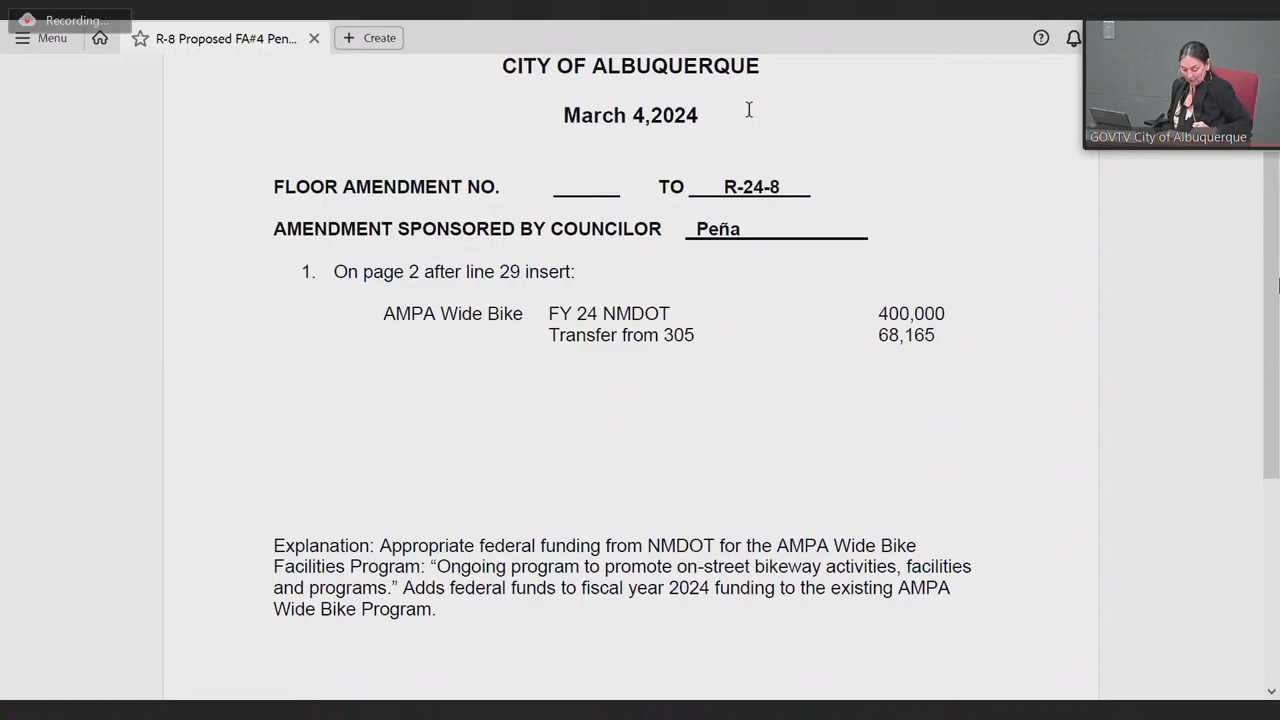 Recording...
Menu
R-8 Proposed FA#4 Pen...
Create
CITY OF ALBUQUERQUE
March 4,2024
GOVTV City of Albuquerque
FLOOR AMENDMENT NO. ______ TO R-24-8
AMENDMENT SPONSORED BY COUNCILOR Peña
1. On page 2 after line 29 insert:
AMPA Wide Bike FY 24 NMDOT 400,000
Transfer from 305 68,165
Explanation: Appropriate federal funding from NMDOT for the AMPA Wide Bike
Facilities Program: “Ongoing program to promote on-street bikeway activities, facilities
and programs.” Adds federal funds to fiscal year 2024 funding to the existing AMPA
Wide Bike Program.